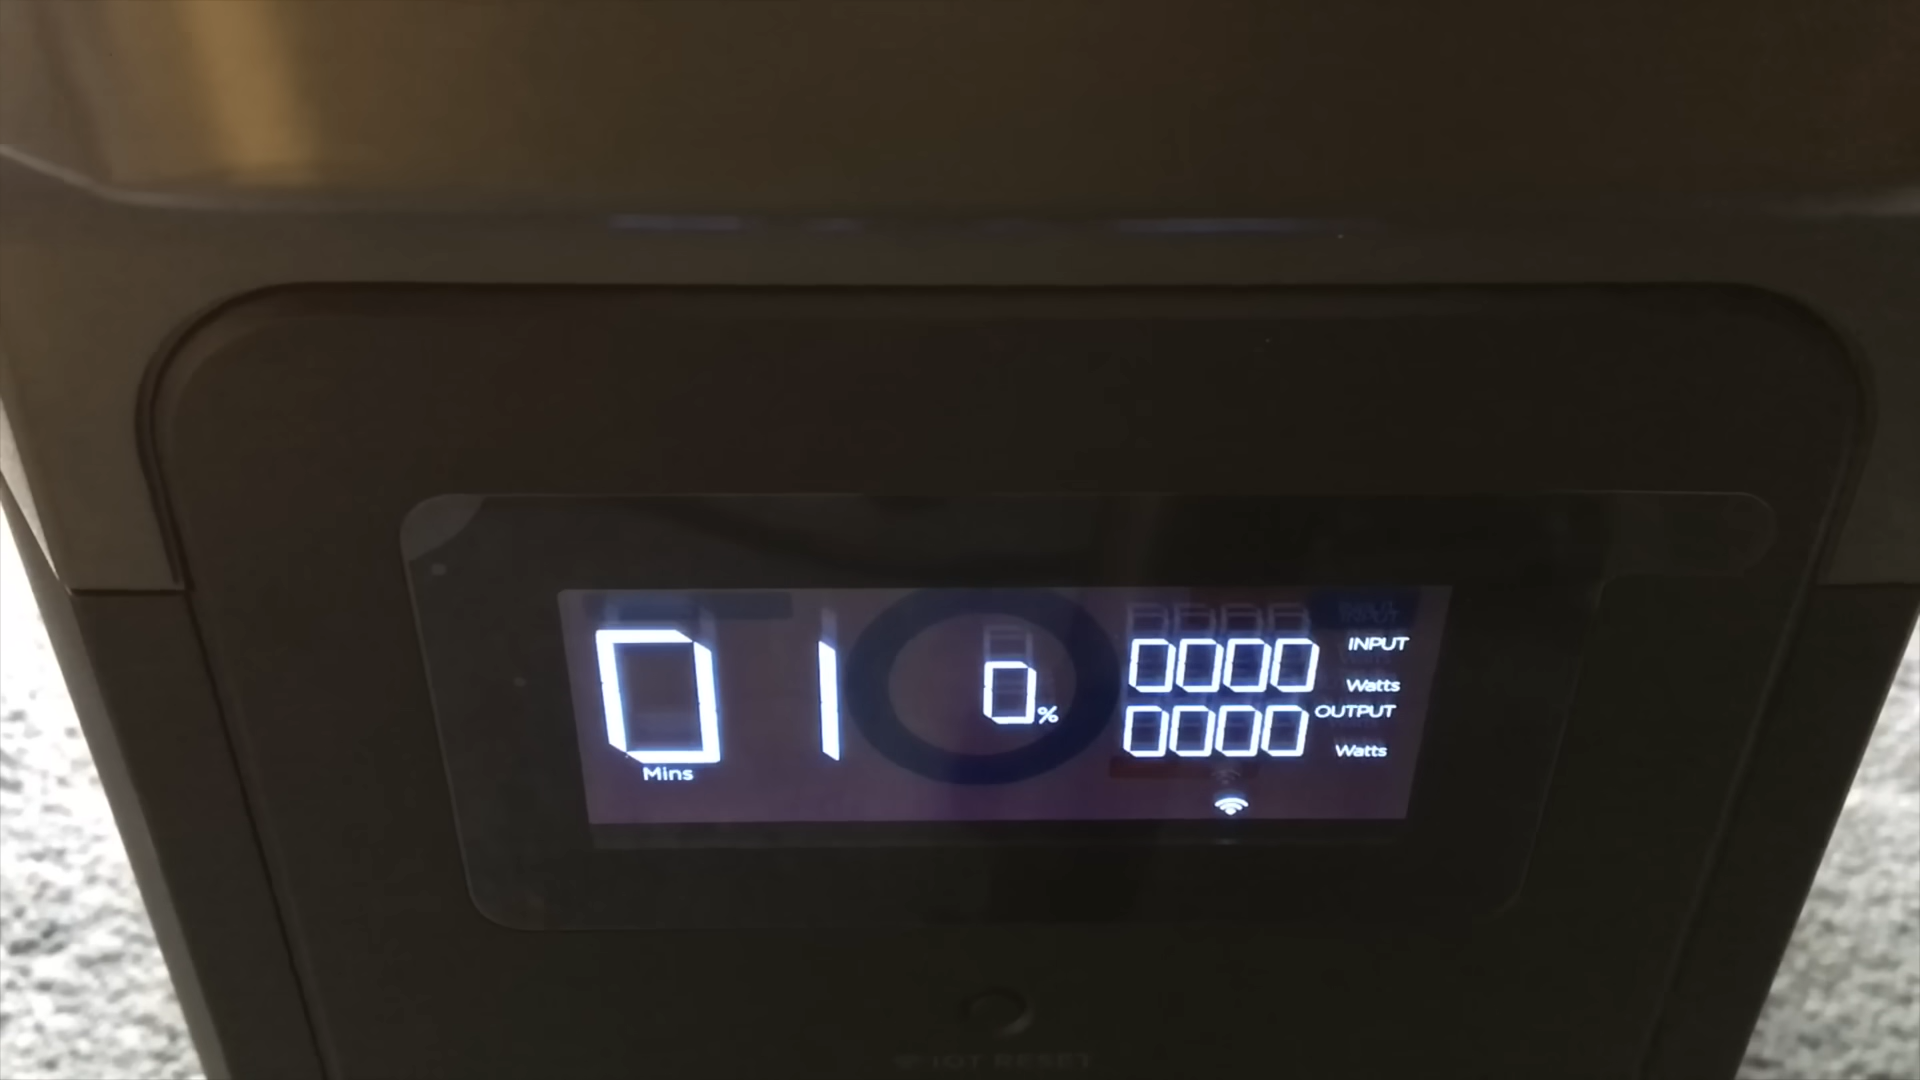 01 0% 0000 INPUT
Watts
0000 OUTPUT
Watts
Mins
IOT RESET